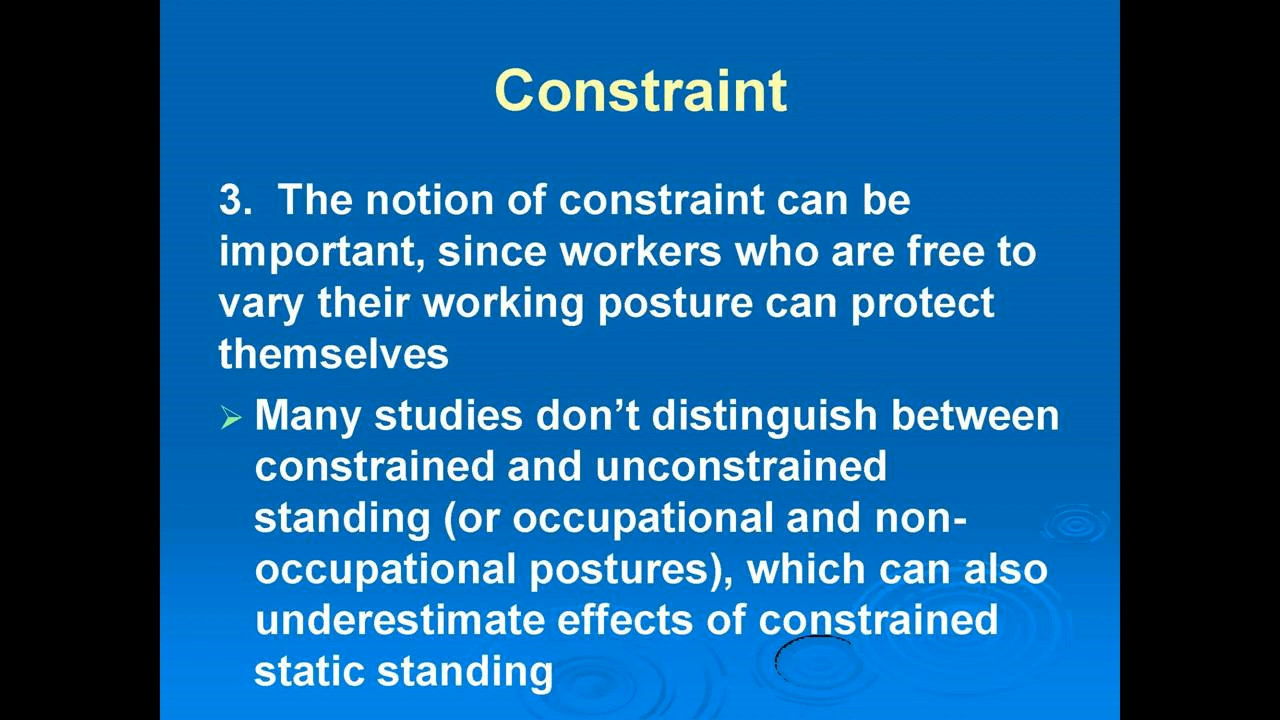 Constraint
3. The notion of constraint can be
important, since workers who are free to
vary their working posture can protect
themselves
Many studies don’t distinguish between
constrained and unconstrained
standing (or occupational and non-
occupational postures), which can also
underestimate effects of constrained
static standing